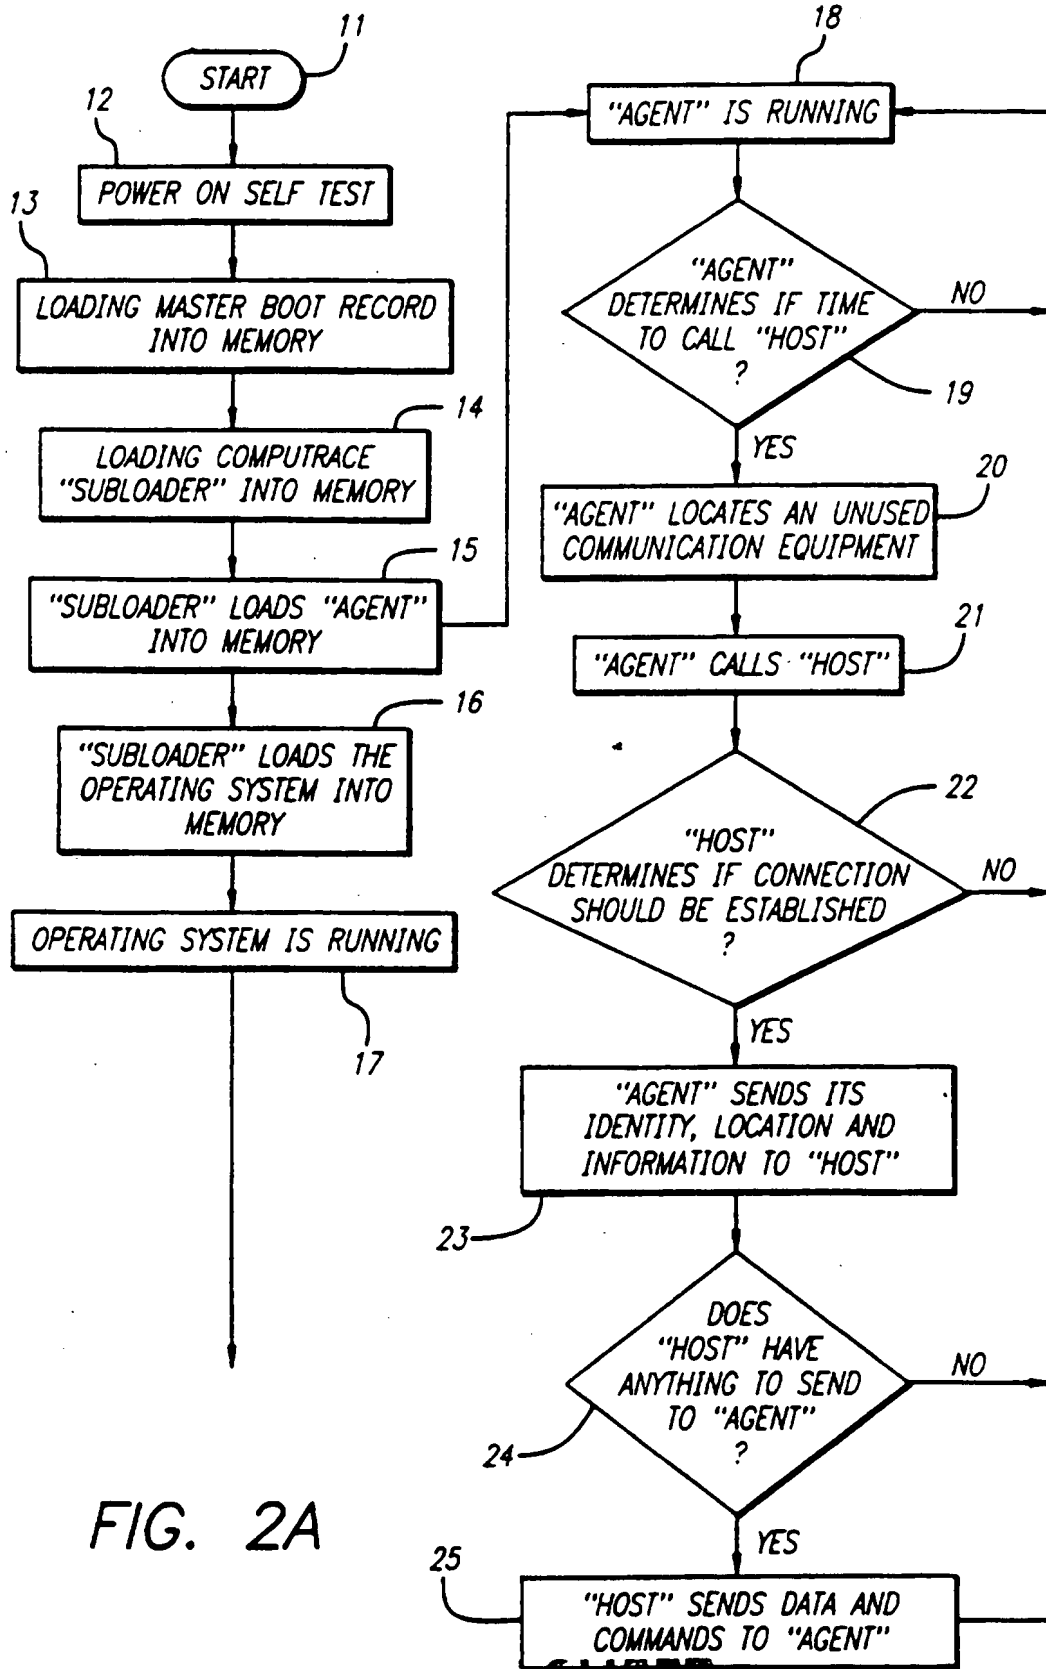 11
START
12
POWER ON SELF TEST
13
LOADING MASTER BOOT RECORD
INTO MEMORY
14
LOADING COMPUTRACE
"SUBLOADER" INTO MEMORY
15
"SUBLOADER" LOADS "AGENT"
INTO MEMORY
16
"SUBLOADER" LOADS THE
OPERATING SYSTEM INTO
MEMORY
OPERATING SYSTEM IS RUNNING
17
18
"AGENT" IS RUNNING
"AGENT"
DETERMINES IF TIME
TO CALL "HOST"
?
NO
19
YES
20
"AGENT" LOCATES AN UNUSED
COMMUNICATION EQUIPMENT
21
"AGENT" CALLS "HOST"
22
"HOST"
DETERMINES IF CONNECTION
SHOULD BE ESTABLISHED
?
NO
YES
"AGENT" SENDS ITS
IDENTITY, LOCATION AND
INFORMATION TO "HOST"
23
DOES
"HOST" HAVE
ANYTHING TO SEND
TO "AGENT"
?
NO
24
YES
25
"HOST" SENDS DATA AND
COMMANDS TO "AGENT"
FIG. 2A